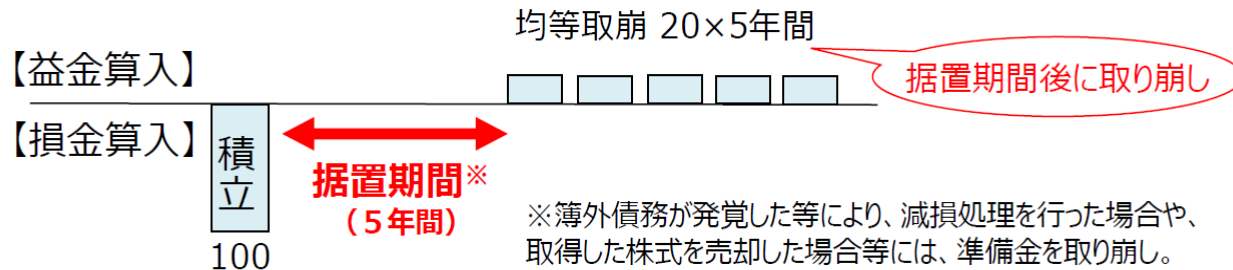 均等取崩 20×5年間
【益金算入】
据置期間後に取り崩し
【損金算入】
積立
据置期間※
（５年間）
100
※簿外債務が発覚した等により、減損処理を行った場合や、
取得した株式を売却した場合等には、準備金を取り崩し。